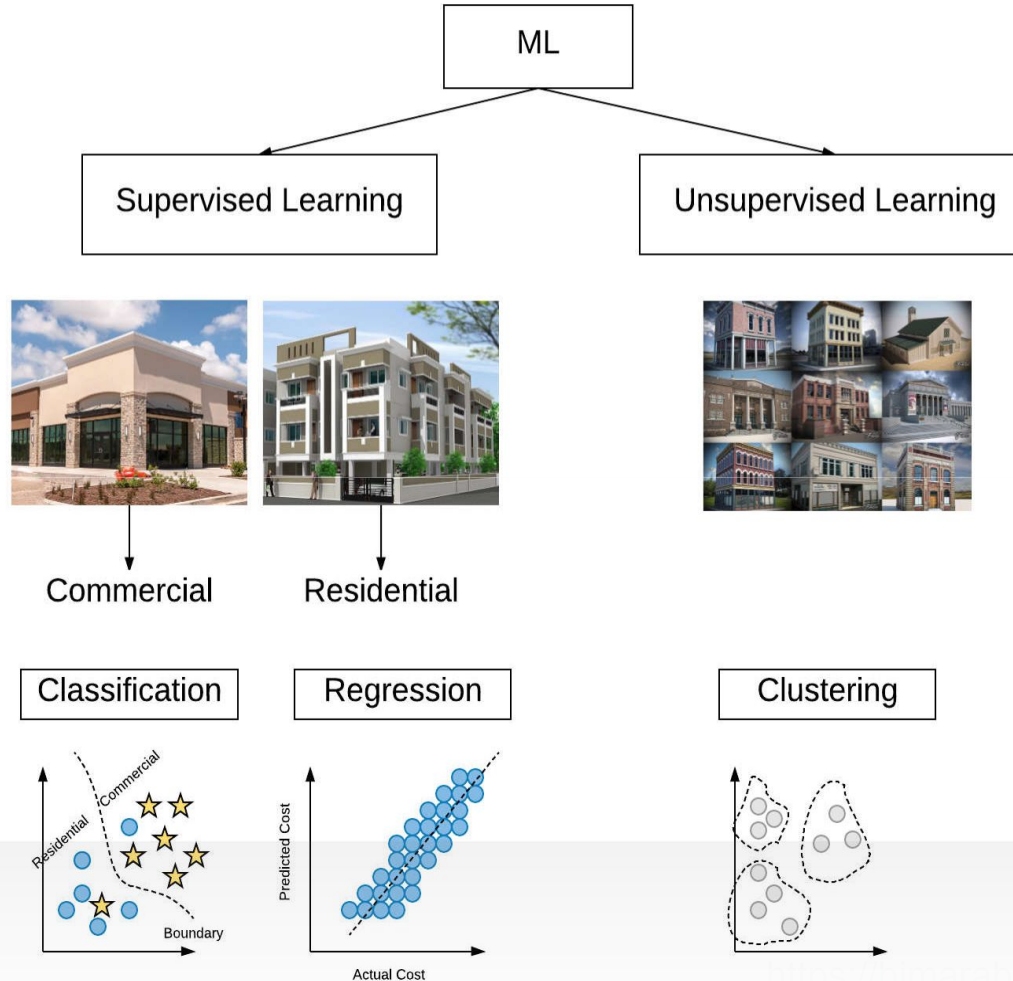 ML
Supervised Learning
Unsupervised Learning
Commercial
Residential
Classification
Regression
Clustering
Commercial
Residential
Boundary
Predicted Cost
Actual Cost